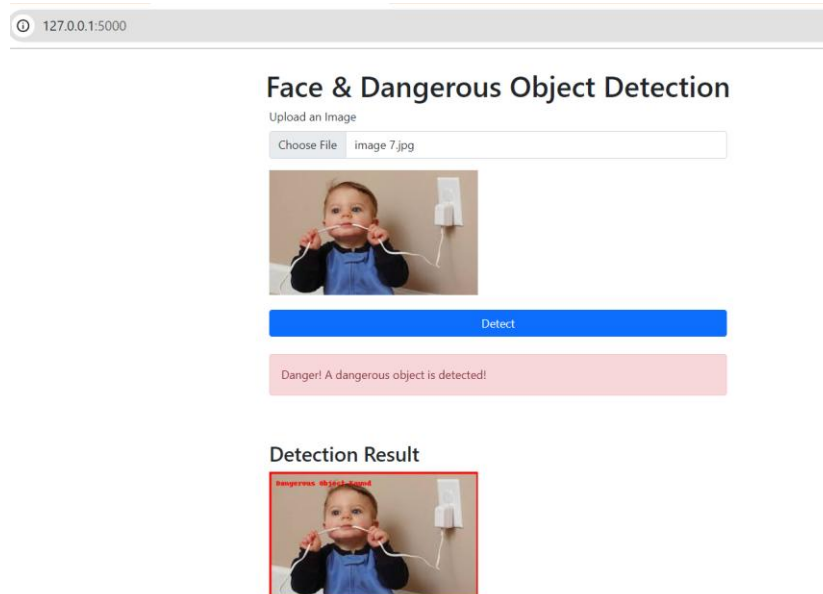 127.0.0.1:5000
Face & Dangerous Object Detection
Upload an Image
Choose File image 7.jpg
Detect
Danger! A dangerous object is detected!
Detection Result
Dangerous Object Found